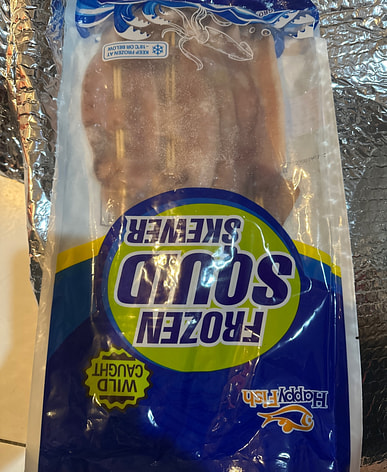 HappyFish
WILD
CAUGHT
FROZEN
SQUID
SKEWER
KEEP FROZEN AT
-18°C OR BELOW